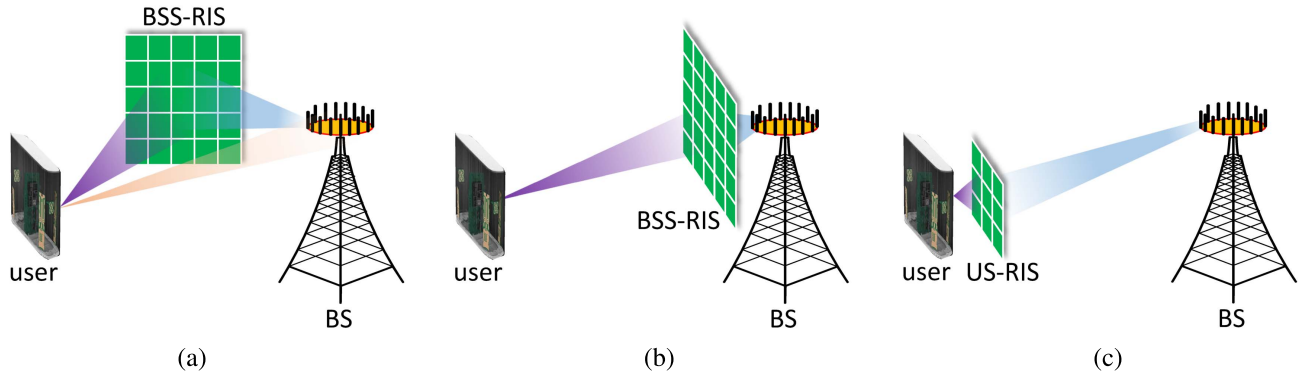 BSS-RIS
user
BS
(a)
BSS-RIS
user
BS
(b)
user
US-RIS
BS
(c)